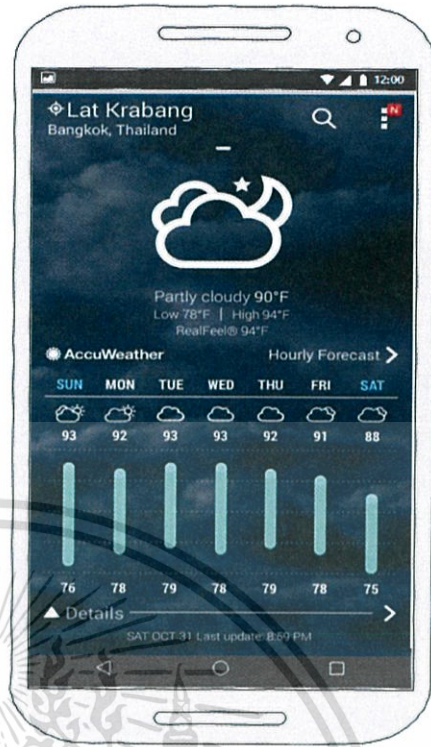 12:00
Lat Krabang
N
Bangkok, Thailand
Partly cloudy 90°F
Low 78°F | High 94°F
RealFeel® 94°F
AccuWeather Hourly Forecast
SUN MON TUE WED THU FRI SAT
93 92 93 93 92 91 88
76 78 79 78 79 78 75
Details
SAT OCT 31 Last update: 8:59 PM